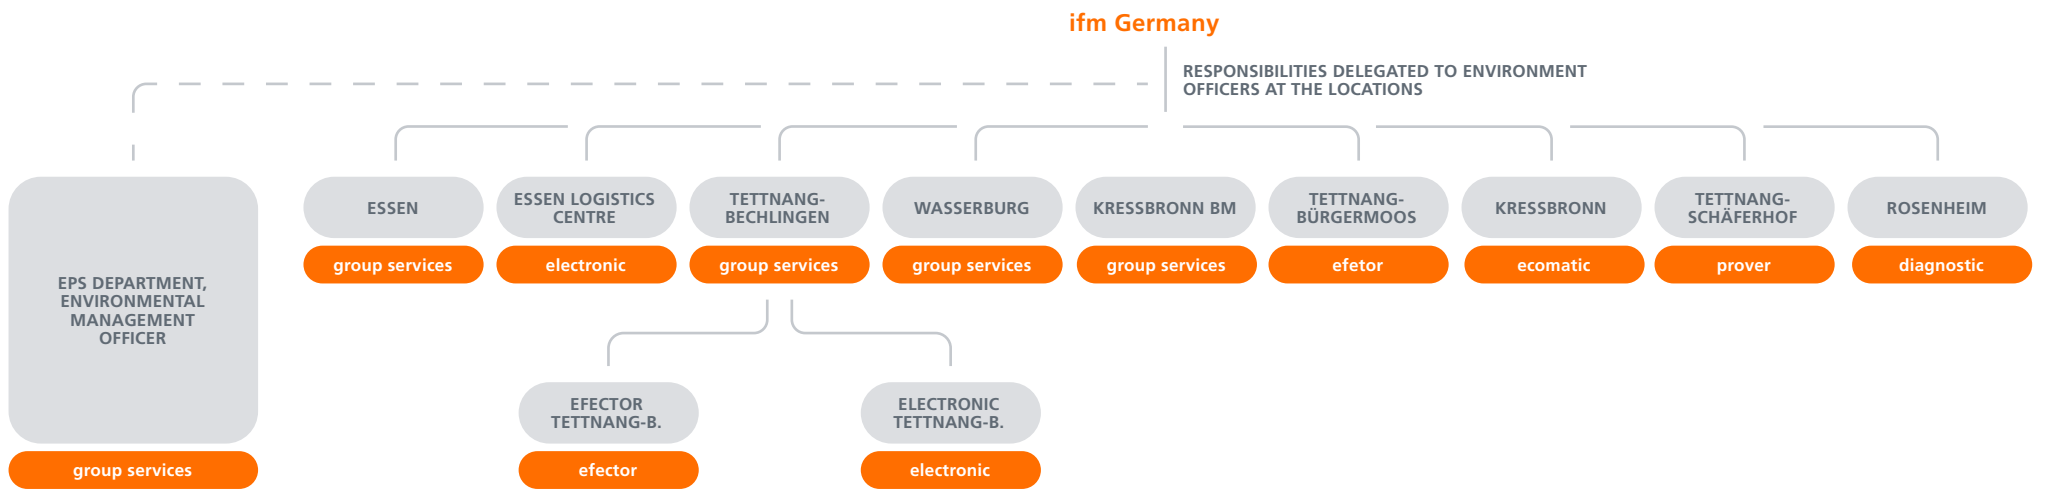 ifm Germany
RESPONSIBILITIES DELEGATED TO ENVIRONMENT
OFFICERS AT THE LOCATIONS
EPS DEPARTMENT,
ENVIRONMENTAL
MANAGEMENT
OFFICER
group services
ESSEN
group services
ESSEN LOGISTICS
CENTRE
electronic
TETTNANG-
BECHLINGEN
group services
WASSERBURG
group services
KRESSBRONN BM
group services
TETTNANG-
BÜRGERMOOS
efetor
KRESSBRONN
ecomatic
TETTNANG-
SCHÄFERHOF
prover
ROSENHEIM
diagnostic
EFECTOR
TETTNANG-B.
efector
ELECTRONIC
TETTNANG-B.
electronic